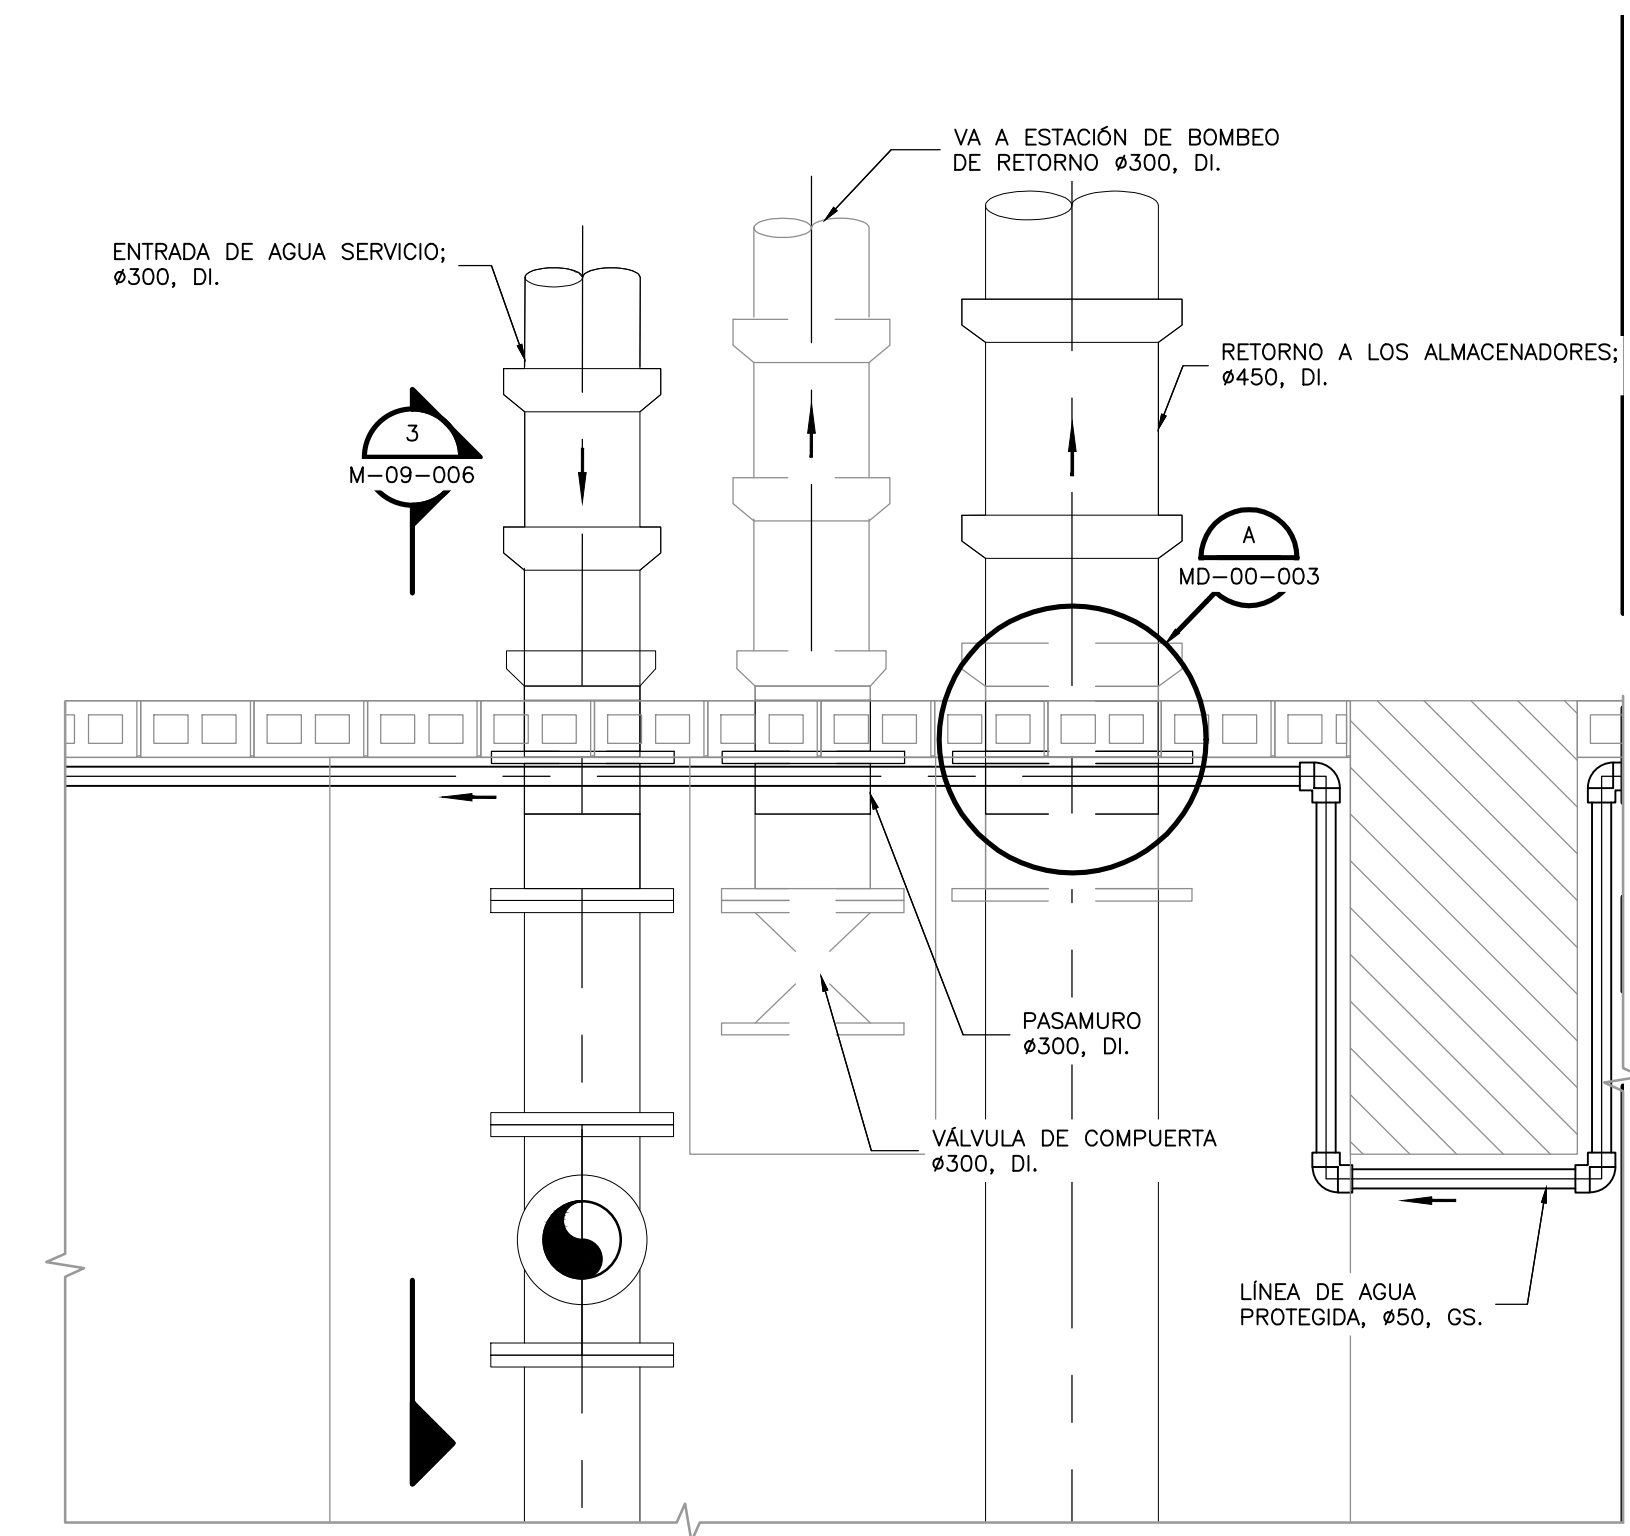 VA A ESTACIÓN DE BOMBEO
DE RETORNO ø300, DI.
ENTRADA DE AGUA SERVICIO;
ø300, DI.
RETORNO A LOS ALMACENADORES;
ø450, DI.
3
M-09-006
A
MD-00-003
PASAMURO
ø300, DI.
VÁLVULA DE COMPUERTA
ø300, DI.
LÍNEA DE AGUA
PROTEGIDA, ø50, GS.